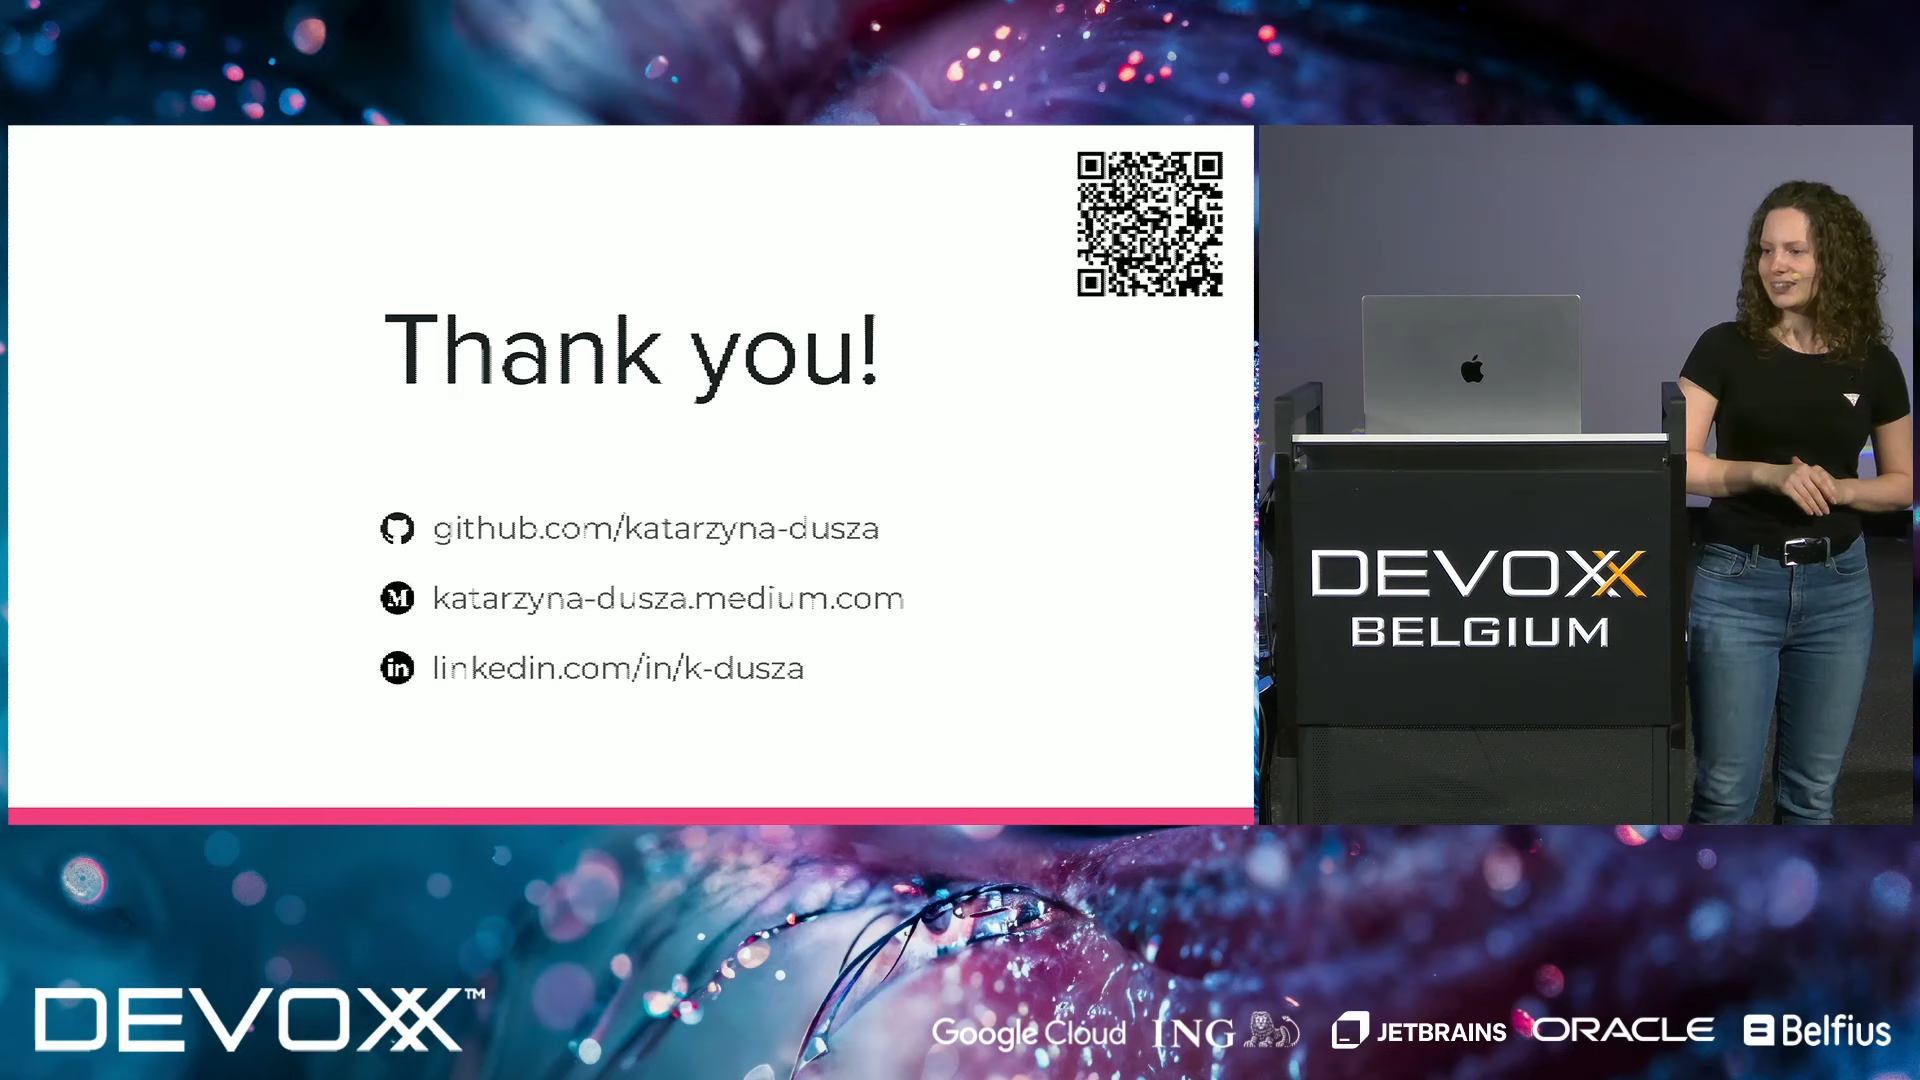 Thank you!
github.com/katarzyna-dusza
katarzyna-dusza.medium.com
linkedin.com/in/k-dusza
DEVOXX
BELGIUM
DEVOXX™
Google Cloud
ING
JETBRAINS
ORACLE
Belfius